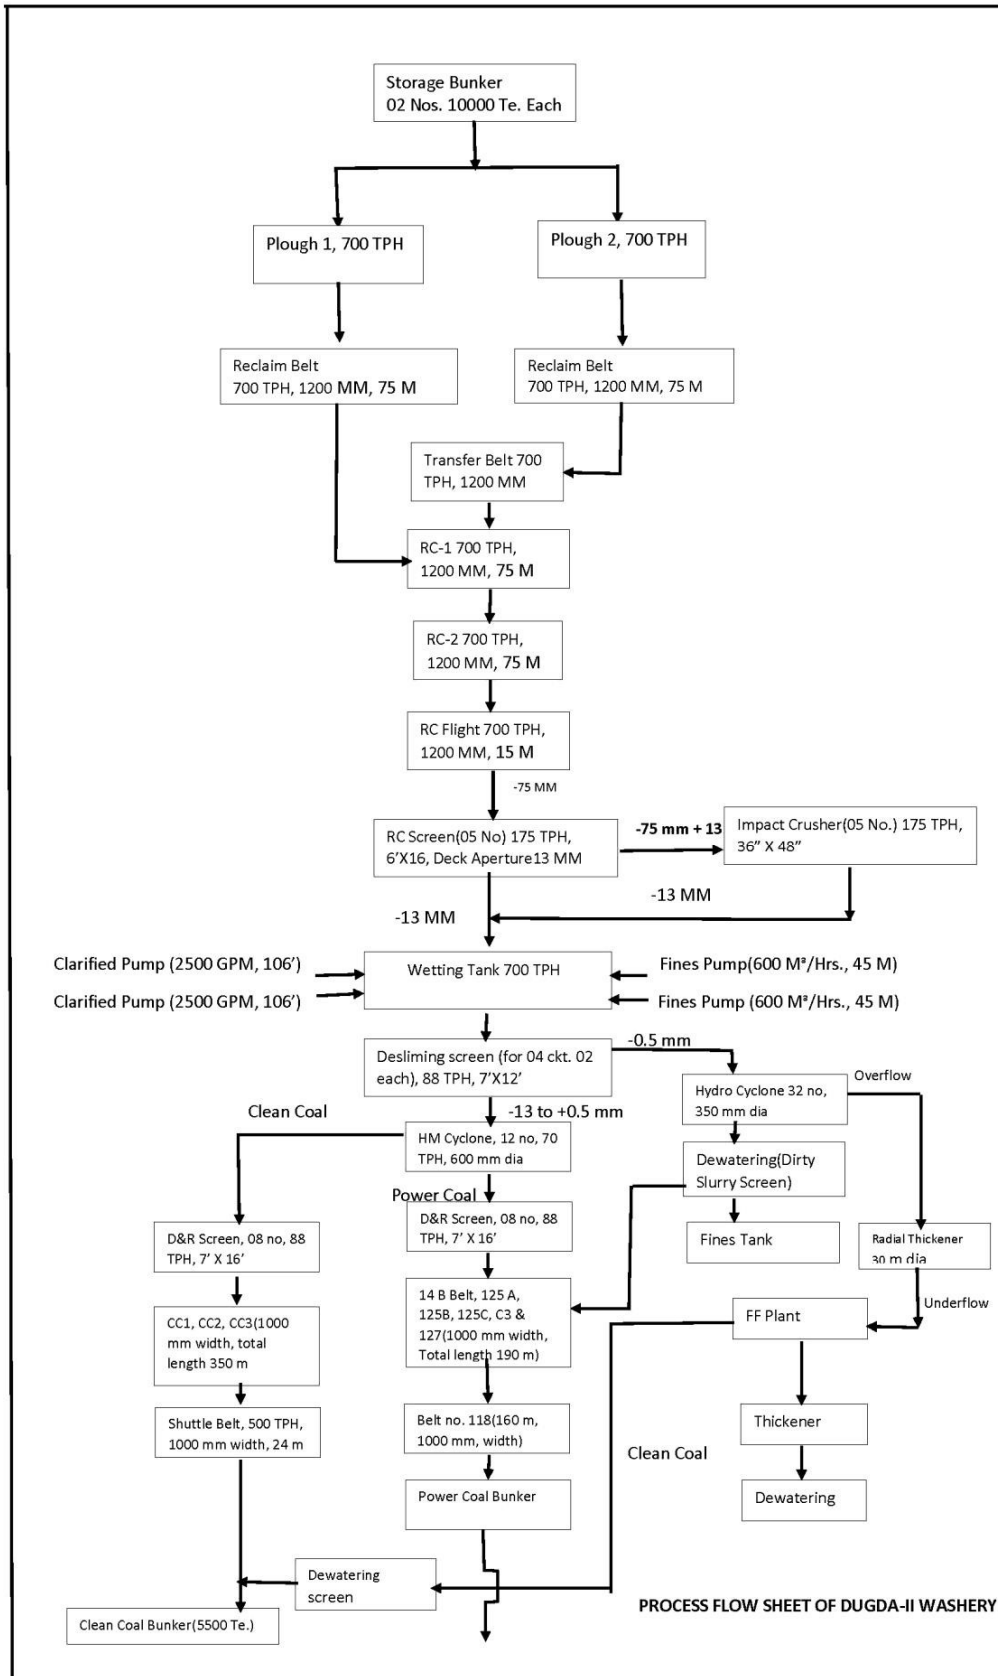 Storage Bunker
02 Nos. 10000 Te. Each
Plough 1, 700 TPH
Plough 2, 700 TPH
Reclaim Belt
700 TPH, 1200 MM, 75 M
Reclaim Belt
700 TPH, 1200 MM, 75 M
Transfer Belt 700
TPH, 1200 MM
RC-1 700 TPH,
1200 MM, 75 M
RC-2 700 TPH,
1200 MM, 75 M
RC Flight 700 TPH,
1200 MM, 15 M
-75 MM
RC Screen(05 No) 175 TPH,
6'X16, Deck Aperture13 MM
-75 mm + 13
Impact Crusher(05 No.) 175 TPH,
36” X 48”
-13 MM
-13 MM
Clarified Pump (2500 GPM, 106’)
Clarified Pump (2500 GPM, 106’)
Wetting Tank 700 TPH
Fines Pump(600 M³/Hrs., 45 M)
Fines Pump (600 M³/Hrs., 45 M)
Desliming screen (for 04 ckt. 02
each), 88 TPH, 7’X12’
-0.5 mm
Hydro Cyclone 32 no,
350 mm dia
Overflow
-13 to +0.5 mm
Clean Coal
HM Cyclone, 12 no, 70
TPH, 600 mm dia
Dewatering(Dirty
Slurry Screen)
Power Coal
D&R Screen, 08 no, 88
TPH, 7’ X 16’
D&R Screen, 08 no, 88
TPH, 7’ X 16’
Fines Tank
Radial Thickener
30 m dia
CC1, CC2, CC3(1000
mm width, total
length 350 m
14 B Belt, 125 A,
125B, 125C, C3 &
127(1000 mm width,
Total length 190 m)
Underflow
FF Plant
Shuttle Belt, 500 TPH,
1000 mm width, 24 m
Belt no. 118(160 m,
1000 mm, width)
Thickener
Clean Coal
Power Coal Bunker
Dewatering
Dewatering
screen
Clean Coal Bunker(5500 Te.)
PROCESS FLOW SHEET OF DUGDA-II WASHERY